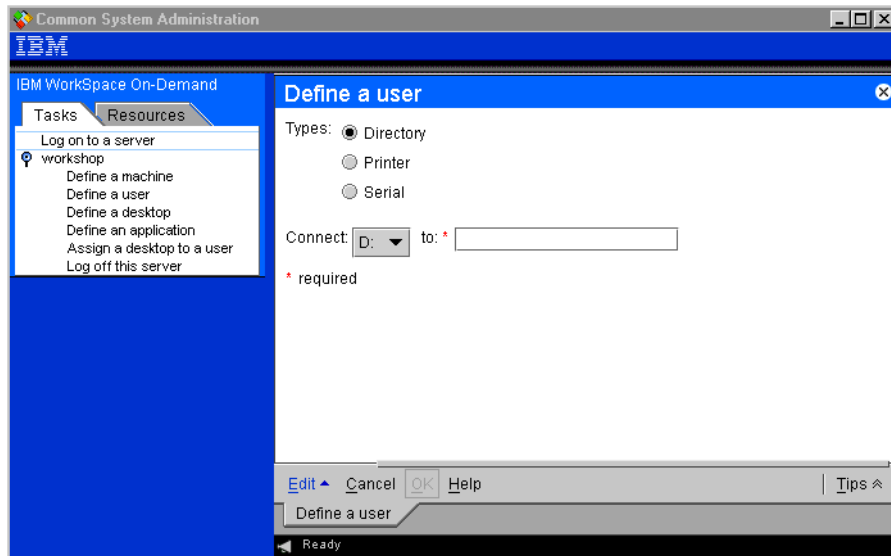 Common System Administration
IBM
IBM WorkSpace On-Demand
Tasks Resources
Log on to a server
workshop
Define a machine
Define a user
Define a desktop
Define an application
Assign a desktop to a user
Log off this server
Define a user
Types: Directory
Printer
Serial
Connect: D: to: *
* required
Edit Cancel OK Help Tips
Define a user
Ready